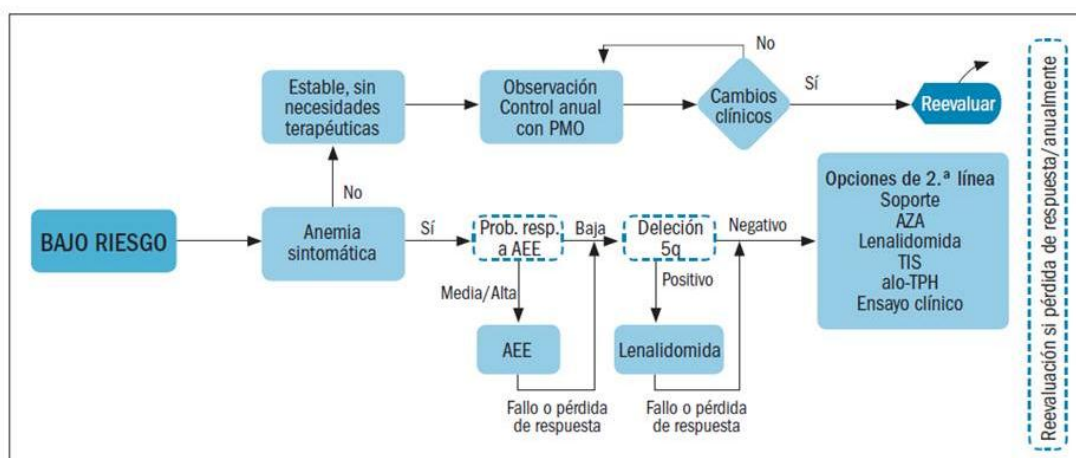 Estable, sin
necesidades
terapéuticas
Observación
Control anual
con PMO
No
Cambios
clínicos
Sí
Reevaluar
No
BAJO RIESGO
Anemia
sintomática
Sí
Prob. resp.
a AEE
Baja
Deleción
5q
Negativo
Opciones de 2.ª línea
Soporte
AZA
Lenalidomida
TIS
alo-TPH
Ensayo clínico
Media/Alta
Positivo
AEE
Lenalidomida
Fallo o pérdida
de respuesta
Fallo o pérdida
de respuesta
Reevaluación si pérdida de respuesta/anualmente